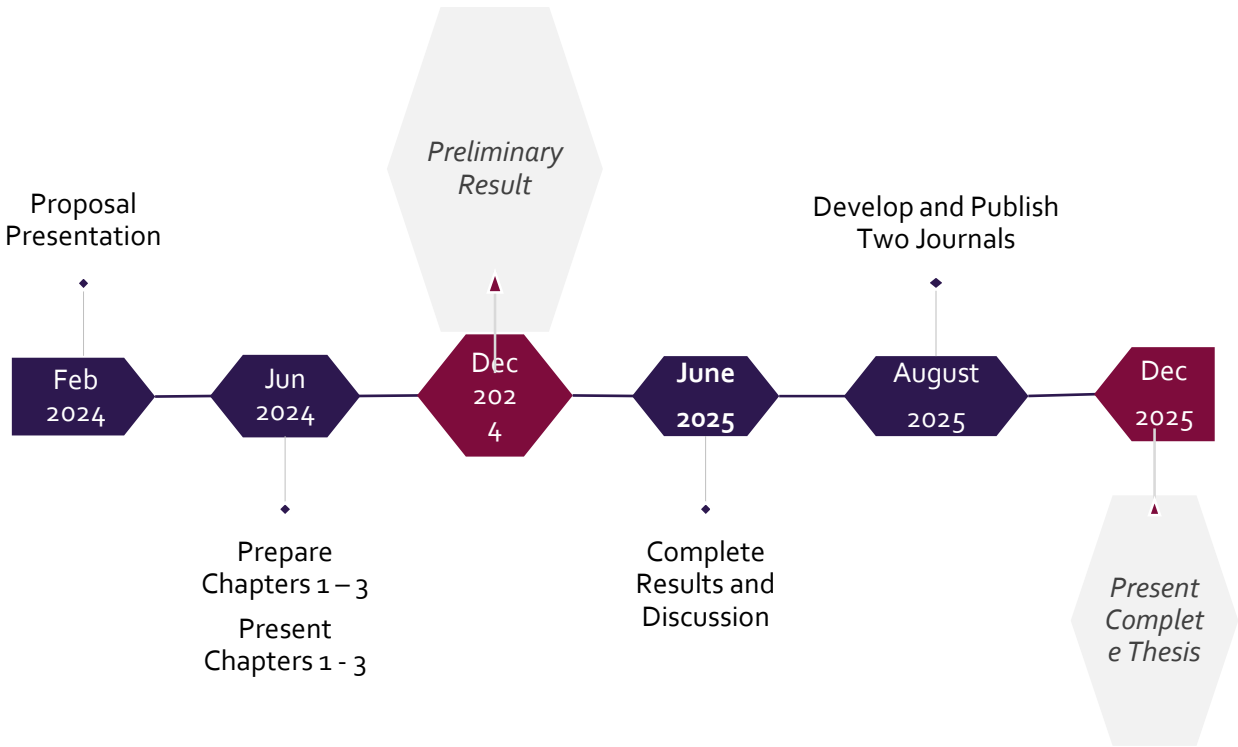 Preliminary
Result
Proposal
Presentation
Develop and Publish
Two Journals
Feb
2024
Jun
2024
Dec
202
4
June
2025
August
2025
Dec
2025
Prepare
Chapters 1 – 3
Present
Chapters 1 - 3
Complete
Results and
Discussion
Present
Complet
e Thesis